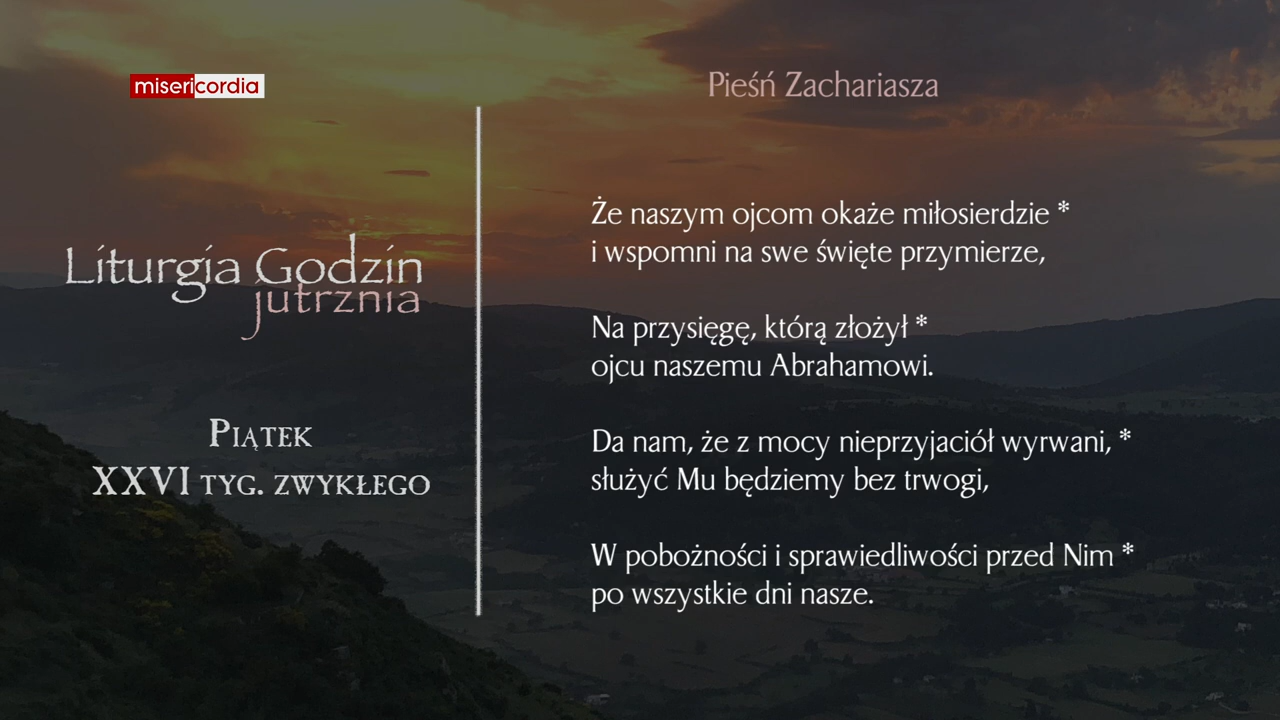 misericordia
Liturgia Godzin
jutrznia
Piątek
XXVI tyg. zwykłego
Pieśń Zachariasza
Że naszym ojcom okaże miłosierdzie *
i wspomni na swe święte przymierze,
Na przysięgę, którą złożył *
ojcu naszemu Abrahamowi.
Da nam, że z mocy nieprzyjaciół wyrwani, *
służyć Mu będziemy bez trwogi,
W pobożności i sprawiedliwości przed Nim *
po wszystkie dni nasze.